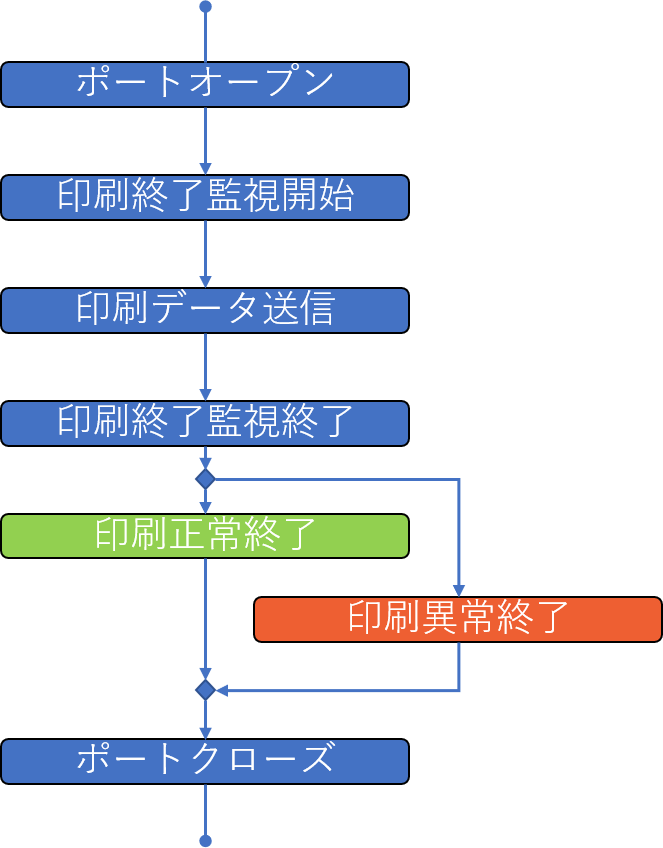 ポートオープン
印刷終了監視開始
印刷データ送信
印刷終了監視終了
印刷正常終了
印刷異常終了
ポートクローズ